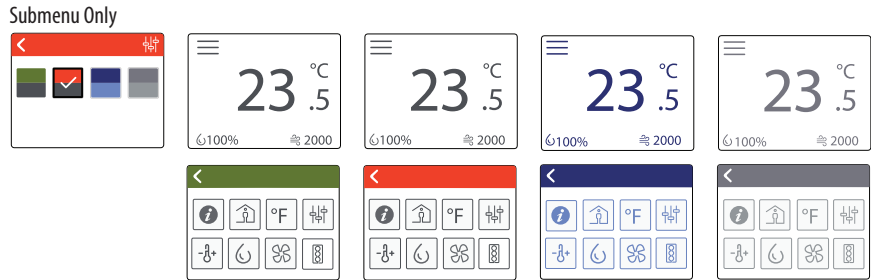 Submenu Only
23 .5 °C
100% 2000
23 .5 °C
100% 2000
23 .5 °C
100% 2000
23 .5 °C
100% 2000
i °F
- +
i °F
- +
i °F
- +
i °F
- +